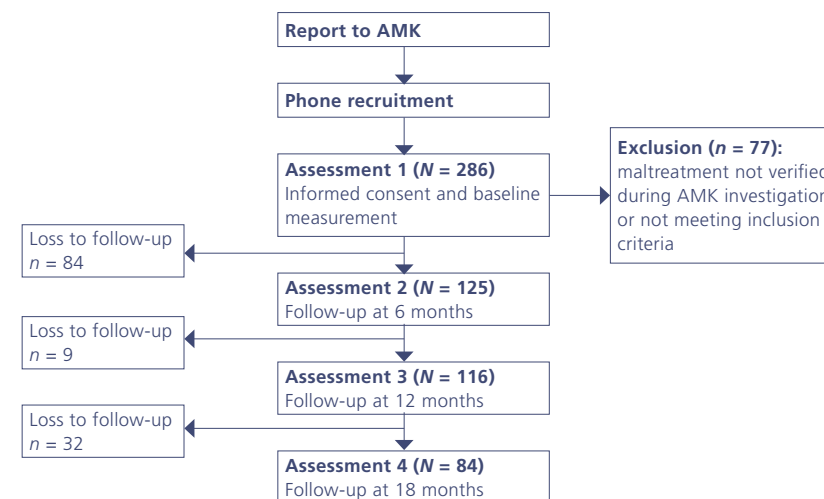 Report to AMK
Phone recruitment
Assessment 1 (N = 286)
Informed consent and baseline
measurement
Exclusion (n = 77):
maltreatment not verified
during AMK investigation
or not meeting inclusion
criteria
Loss to follow-up
n = 84
Assessment 2 (N = 125)
Follow-up at 6 months
Loss to follow-up
n = 9
Assessment 3 (N = 116)
Follow-up at 12 months
Loss to follow-up
n = 32
Assessment 4 (N = 84)
Follow-up at 18 months